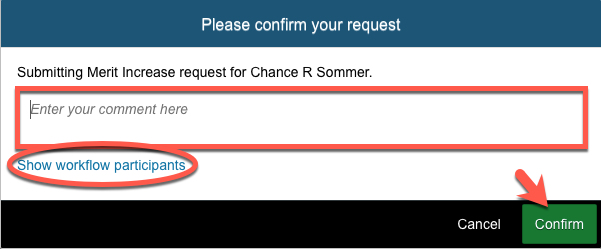 Please confirm your request
Submitting Merit Increase request for Chance R Sommer.
Enter your comment here
Show workflow participants
Cancel Confirm